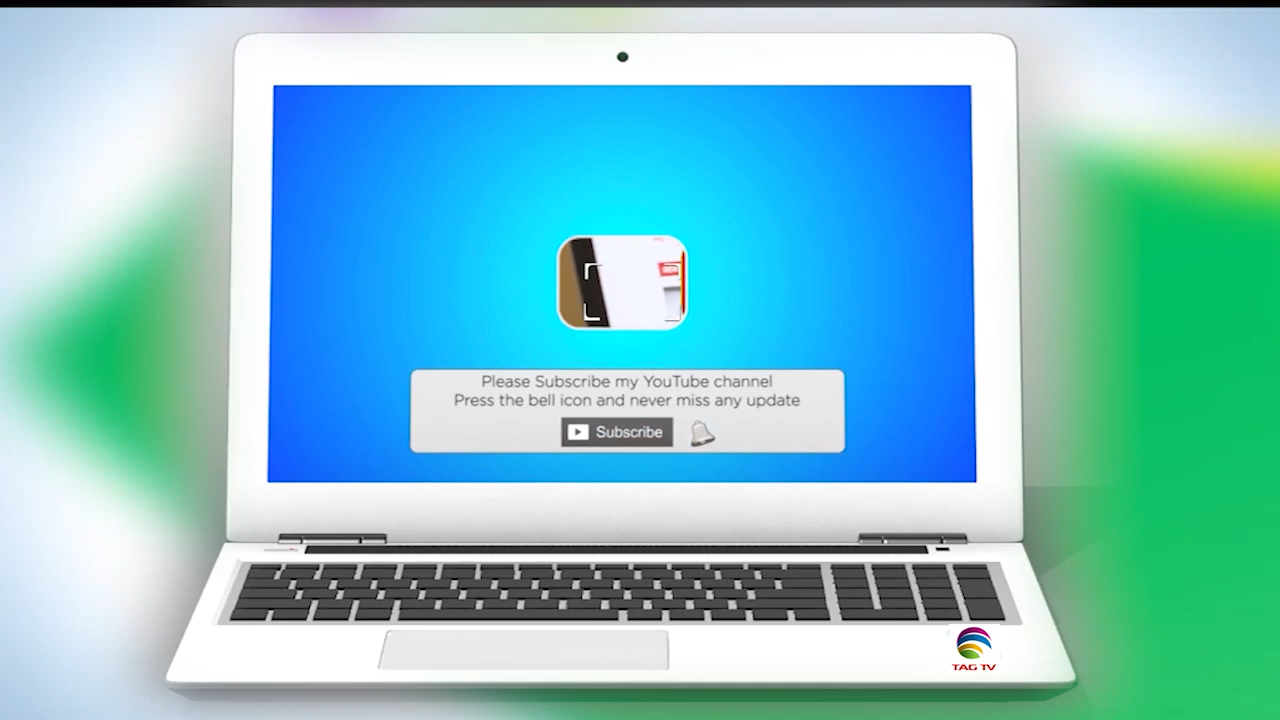 Please Subscribe my YouTube channel
Press the bell icon and never miss any update
Subscribe
TAG TV